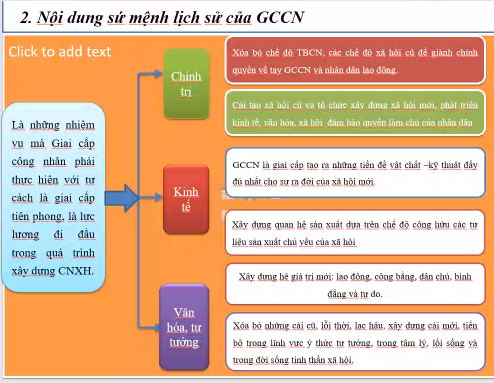 2. Nội dung sứ mệnh lịch sử của GCCN
Click to add text
Là những nhiệm
vụ mà Giai cấp
công nhân phải
thực hiện với tư
cách là giai cấp
tiên phong, là lực
lượng đi đầu
trong quá trình
xây dựng CNXH.
Chính
trị
Xóa bỏ chế độ TBCN, các chế độ xã hội cũ để giành chính
quyền về tay GCCN và nhân dân lao động.
Cải tạo xã hội cũ và tổ chức xây dựng xã hội mới, phát triển
kinh tế, văn hóa, xã hội đảm bảo quyền làm chủ của nhân dân
Kinh
tế
GCCN là giai cấp tạo ra những tiền đề vật chất –kỹ thuật đầy
đủ nhất cho sự ra đời của xã hội mới.
Xây dựng quan hệ sản xuất dựa trên chế độ công hữu các tư
liệu sản xuất chủ yếu của xã hội
Văn
hóa, tư
tưởng
Xây dựng hệ giá trị mới: lao động, công bằng, dân chủ, bình
đẳng và tự do.
Xóa bỏ những cái cũ, lỗi thời, lạc hâu, xây dựng cái mới, tiến
bộ trong lĩnh vực ý thức tư tưởng, trong tâm lý, lối sống và
trong đời sống tinh thần xã hội.